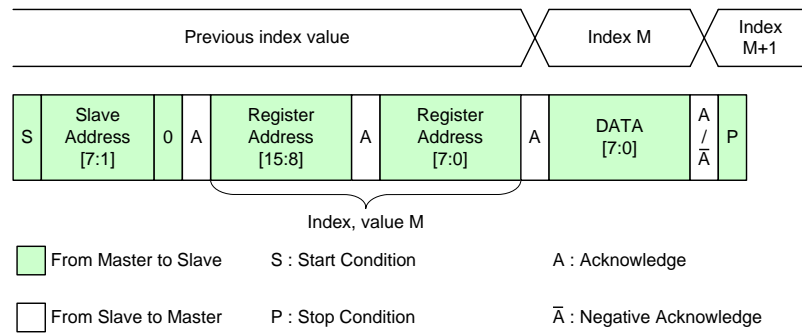 Previous index value
Index M
Index
M+1
S
Slave
Address
[7:1]
0
A
Register
Address
[15:8]
A
Register
Address
[7:0]
A
DATA
[7:0]
A
/
A̅
P
Index, value M
From Master to Slave
S : Start Condition
A : Acknowledge
From Slave to Master
P : Stop Condition
A̅ : Negative Acknowledge